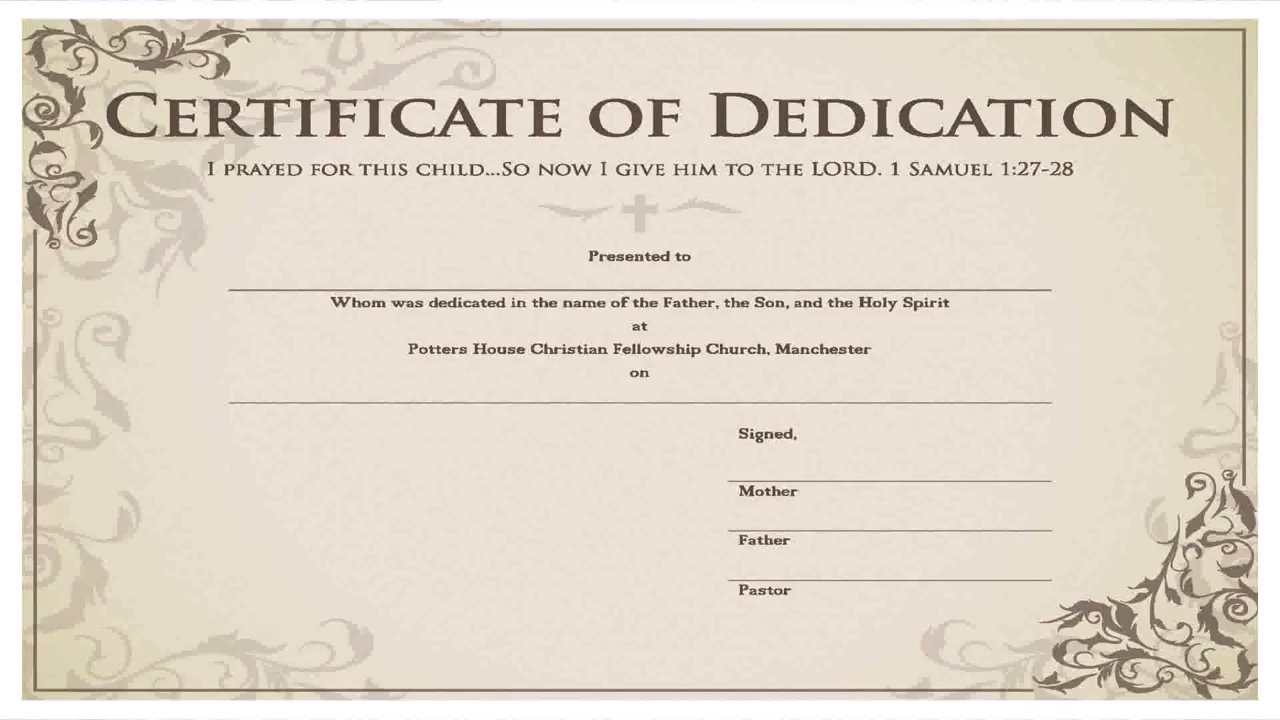 CERTIFICATE OF DEDICATION
I PRAYED FOR THIS CHILD...SO NOW I GIVE HIM TO THE LORD. 1 SAMUEL 1:27-28
Presented to
Whom was dedicated in the name of the Father, the Son, and the Holy Spirit
at
Potters House Christian Fellowship Church, Manchester
on
Signed,
Mother
Father
Pastor